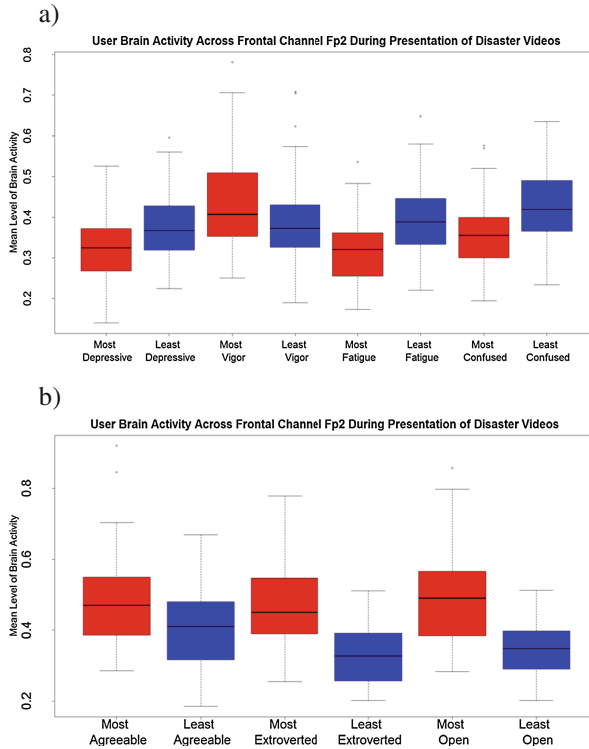 a)
User Brain Activity Across Frontal Channel Fp2 During Presentation of Disaster Videos
Mean Level of Brain Activity
0.8
0.7
0.6
0.5
0.4
0.3
0.2
Most Least Most Least Most Least Most Least
Depressive Depressive Vigor Vigor Fatigue Fatigue Confused Confused
b)
User Brain Activity Across Frontal Channel Fp2 During Presentation of Disaster Videos
Mean Level of Brain Activity
0.8
0.6
0.4
0.2
Most Least Most Least Most Least
Agreeable Agreeable Extroverted Extroverted Open Open